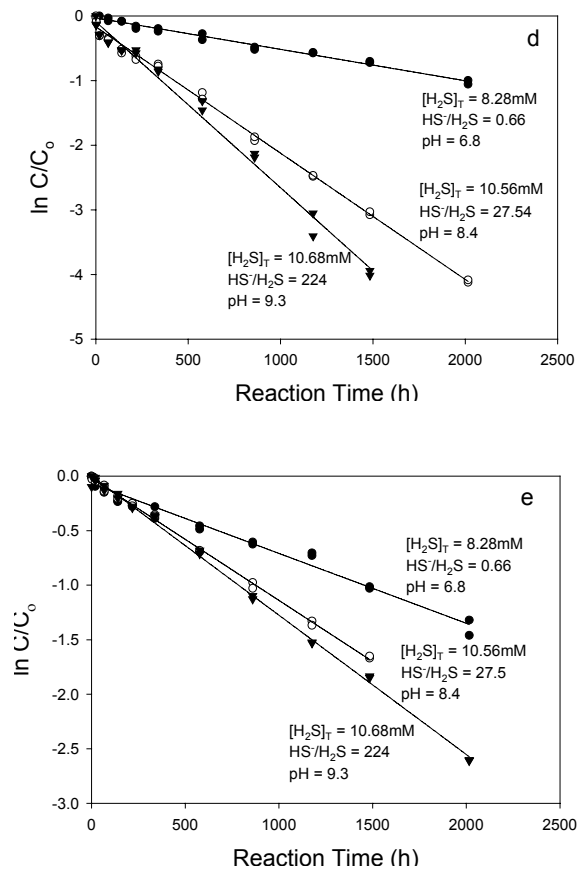 d
0
-1
-2
-3
-4
-5
ln C/Co
[H2S]T = 8.28mM
HS-/H2S = 0.66
pH = 6.8
[H2S]T = 10.56mM
HS-/H2S = 27.54
pH = 8.4
[H2S]T = 10.68mM
HS-/H2S = 224
pH = 9.3
0 500 1000 1500 2000 2500
Reaction Time (h)
e
0.0
-0.5
-1.0
-1.5
-2.0
-2.5
-3.0
ln C/Co
[H2S]T = 8.28mM
HS-/H2S = 0.66
pH = 6.8
[H2S]T = 10.56mM
HS-/H2S = 27.5
pH = 8.4
[H2S]T = 10.68mM
HS-/H2S = 224
pH = 9.3
0 500 1000 1500 2000 2500
Reaction Time (h)